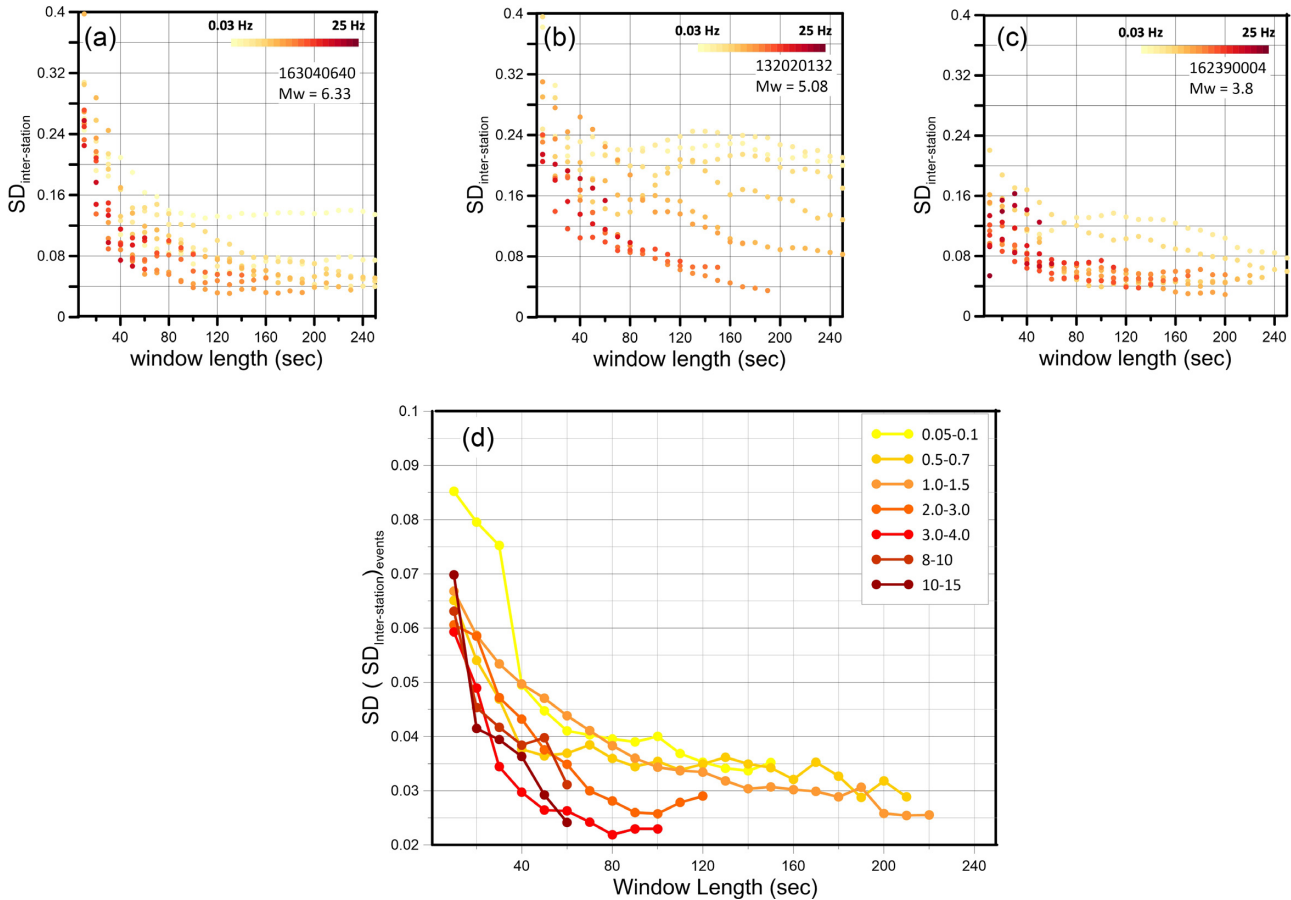 (a)
0.03 Hz 25 Hz
163040640
Mw = 6.33
0.4
0.32
0.24
0.16
0.08
0
SDinter-station
40 80 120 160 200 240
window length (sec)
(b)
0.03 Hz 25 Hz
132020132
Mw = 5.08
0.4
0.32
0.24
0.16
0.08
0
SDinter-station
40 80 120 160 200 240
window length (sec)
(c)
0.03 Hz 25 Hz
162390004
Mw = 3.8
0.4
0.32
0.24
0.16
0.08
0
SDinter-station
40 80 120 160 200 240
window length (sec)
(d)
0.1
0.09
0.08
0.07
0.06
0.05
0.04
0.03
0.02
SD ( SDInter-station)events
0.05-0.1
0.5-0.7
1.0-1.5
2.0-3.0
3.0-4.0
8-10
10-15
40 80 120 160 200 240
Window Length (sec)